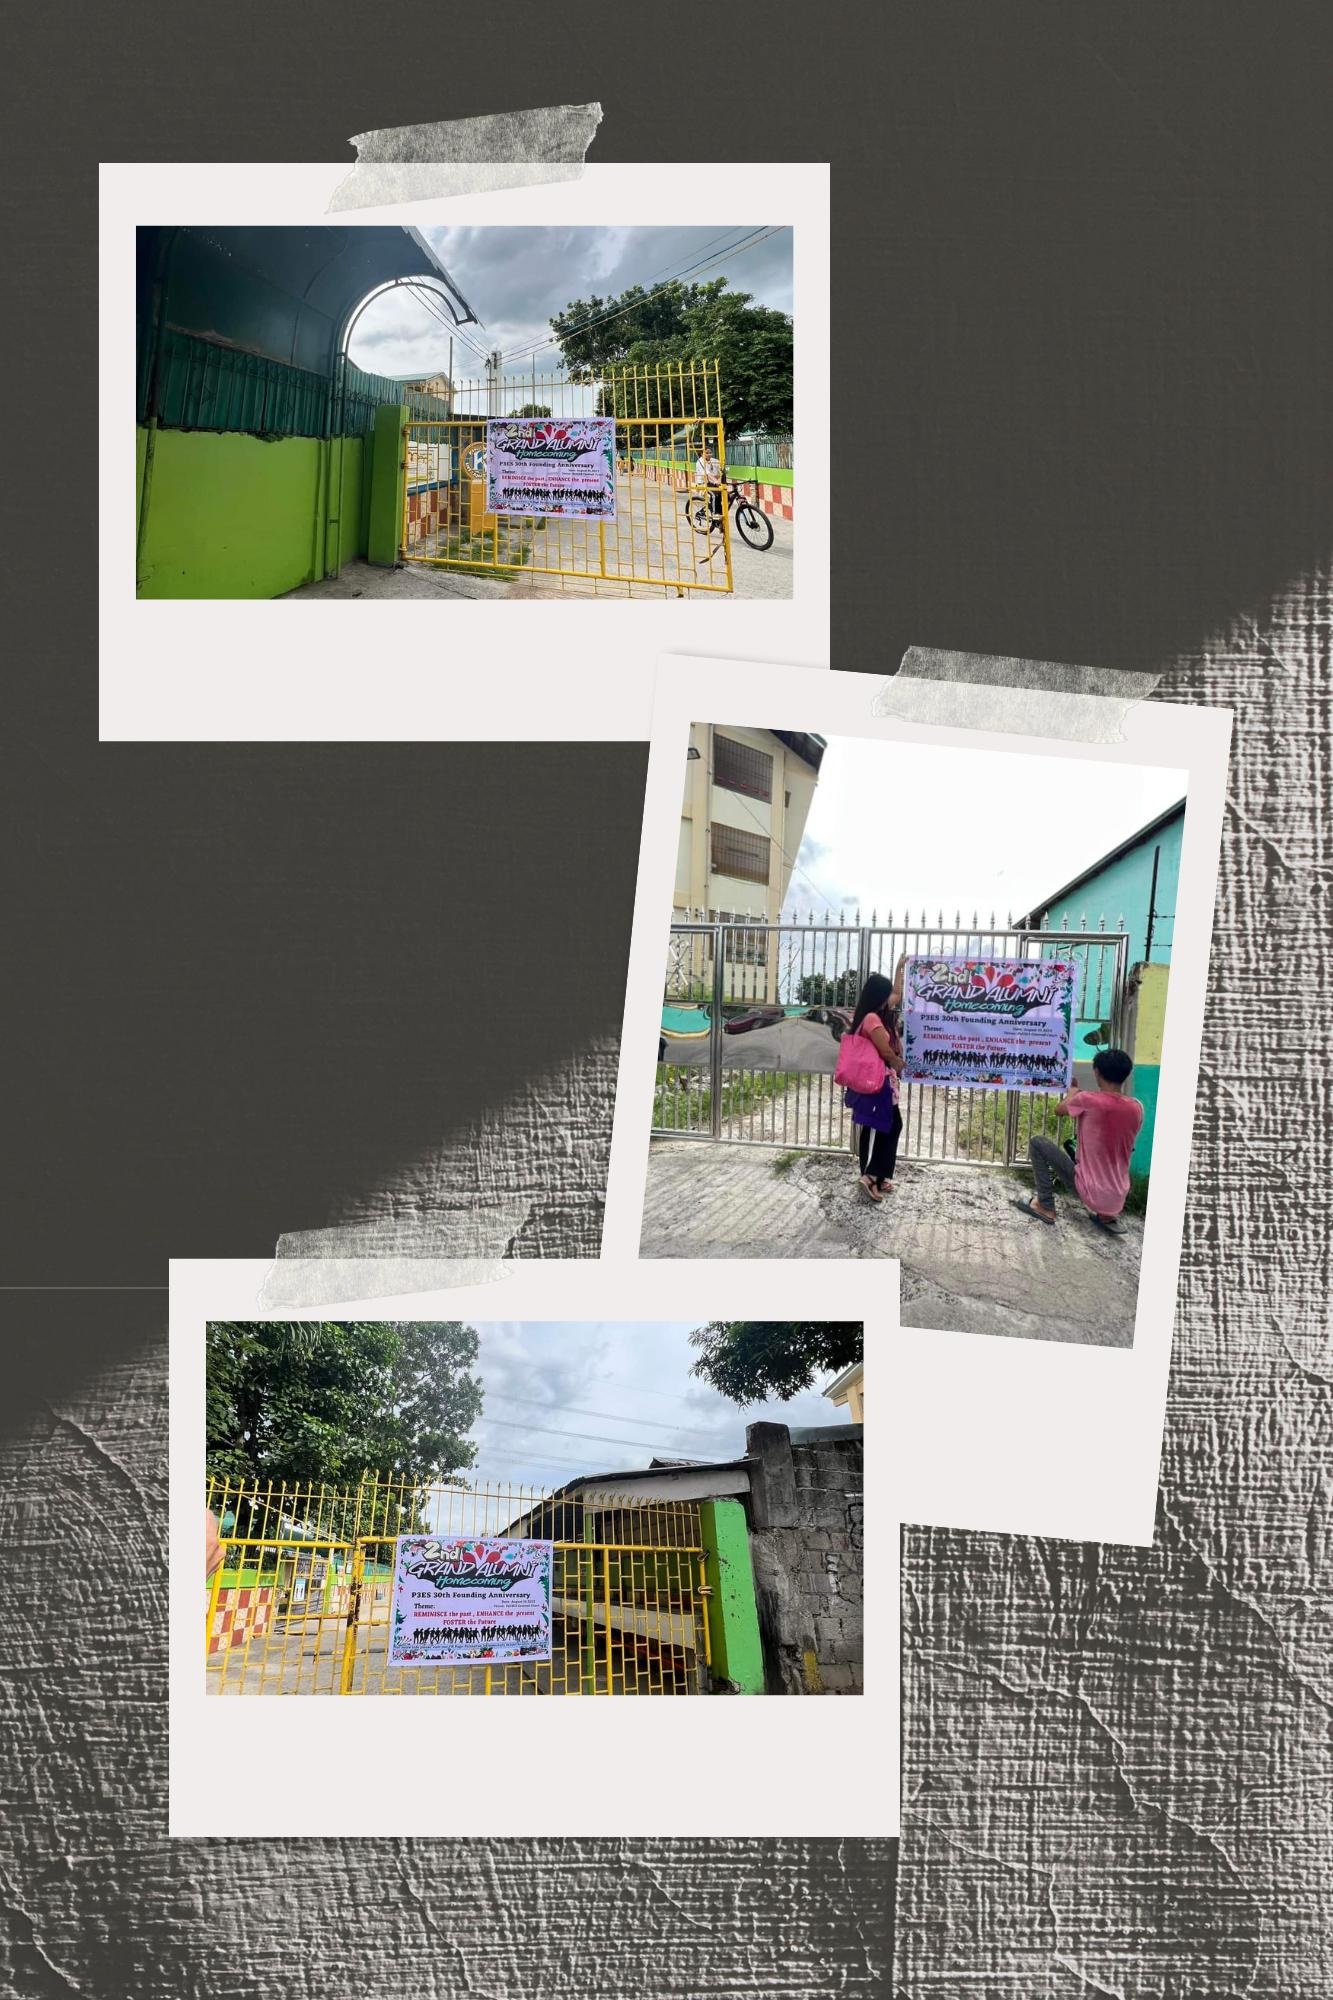 2nd
GRAND ALUMNI
Homecoming
P3ES 30th Founding Anniversary
Theme:
REMINISCE the past , ENHANCE the present
FOSTER the Future
2nd
GRAND ALUMNI
Homecoming
P3ES 30th Founding Anniversary
Theme:
REMINISCE the past , ENHANCE the present
FOSTER the Future
2nd
GRAND ALUMNI
Homecoming
P3ES 30th Founding Anniversary
Theme:
REMINISCE the past , ENHANCE the present
FOSTER the Future